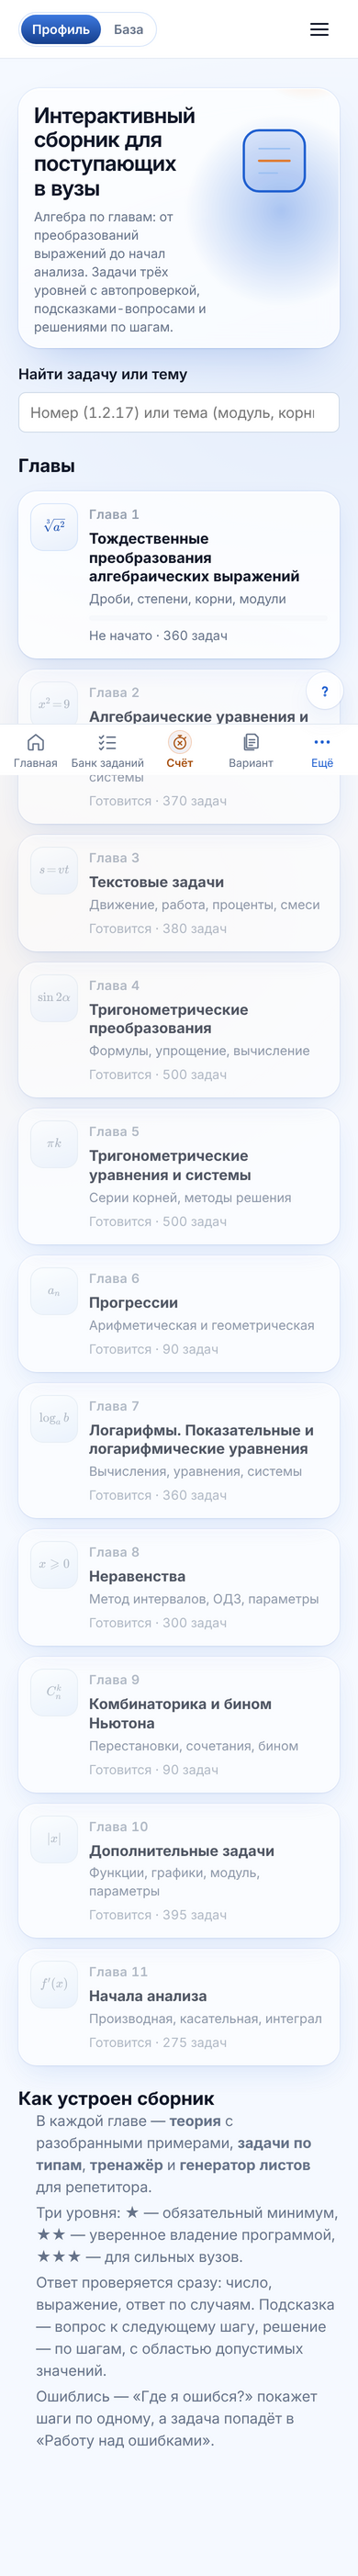 Профиль База
Интерактивный
сборник для
поступающих
в вузы
Алгебра по главам: от
преобразований
выражений до начал
анализа. Задачи трёх
уровней с автопроверкой,
подсказками-вопросами и
решениями по шагам.
Найти задачу или тему
Номер (1.2.17) или тема (модуль, корн
Главы
∛a²
Глава 1
Тождественные
преобразования
алгебраических выражений
Дроби, степени, корни, модули
Не начато · 360 задач
x² = 9
Глава 2
Алгебраические уравнения и
?
Главная Банк заданий Счёт Вариант Ещё
системы
Готовится · 370 задач
s = vt
Глава 3
Текстовые задачи
Движение, работа, проценты, смеси
Готовится · 380 задач
sin 2α
Глава 4
Тригонометрические
преобразования
Формулы, упрощение, вычисление
Готовится · 500 задач
πk
Глава 5
Тригонометрические
уравнения и системы
Серии корней, методы решения
Готовится · 500 задач
aₙ
Глава 6
Прогрессии
Арифметическая и геометрическая
Готовится · 90 задач
logₐ b
Глава 7
Логарифмы. Показательные и
логарифмические уравнения
Вычисления, уравнения, системы
Готовится · 360 задач
x ⩾ 0
Глава 8
Неравенства
Метод интервалов, ОДЗ, параметры
Готовится · 300 задач
Cₙᵏ
Глава 9
Комбинаторика и бином
Ньютона
Перестановки, сочетания, бином
Готовится · 90 задач
|x|
Глава 10
Дополнительные задачи
Функции, графики, модуль,
параметры
Готовится · 395 задач
f′(x)
Глава 11
Начала анализа
Производная, касательная, интеграл
Готовится · 275 задач
Как устроен сборник
В каждой главе — теория с
разобранными примерами, задачи по
типам, тренажёр и генератор листов
для репетитора.
Три уровня: ★ — обязательный минимум,
★★ — уверенное владение программой,
★★★ — для сильных вузов.
Ответ проверяется сразу: число,
выражение, ответ по случаям. Подсказка
— вопрос к следующему шагу, решение
— по шагам, с областью допустимых
значений.
Ошиблись — «Где я ошибся?» покажет
шаги по одному, а задача попадёт в
«Работу над ошибками».